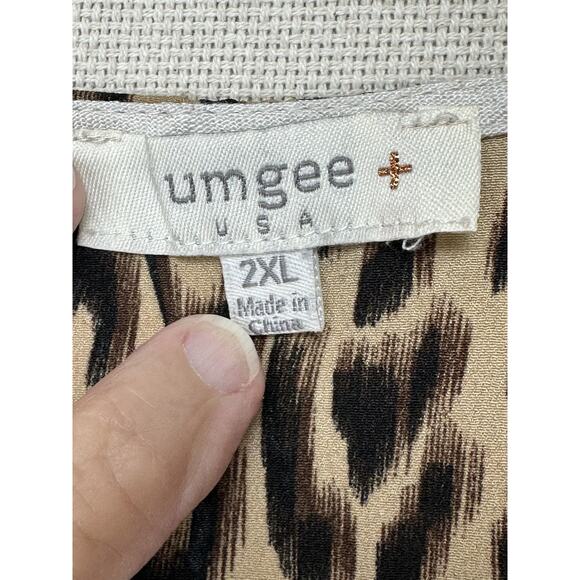 umgee +
USA
2XL
Made in
China